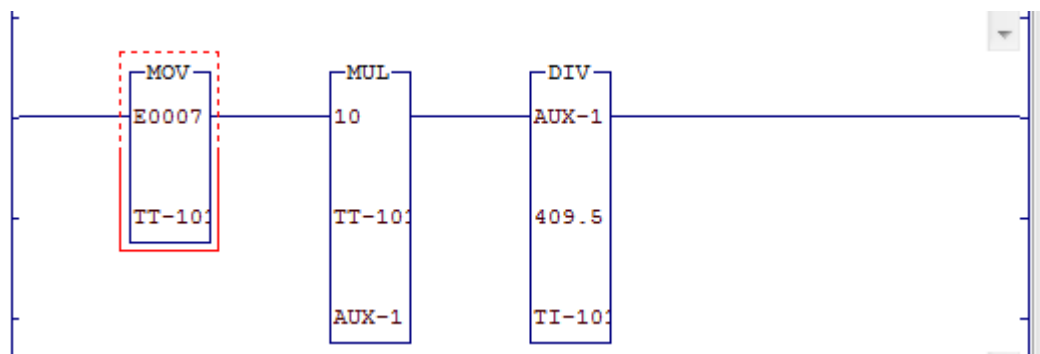 MOV MUL DIV
E0007 10 AUX-1
TT-101 TT-101 409.5
AUX-1 TI-101